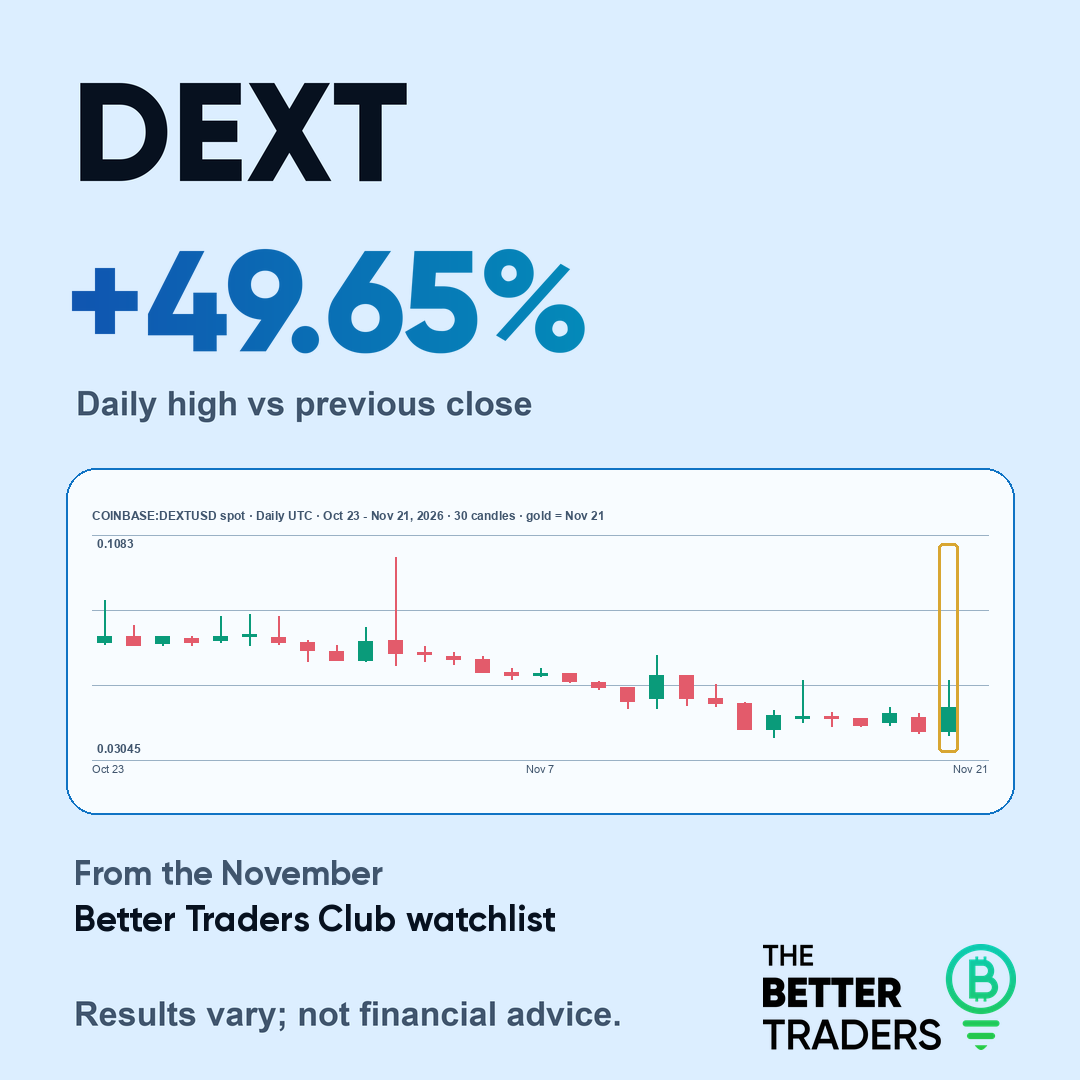 DEXT
+49.65%
Daily high vs previous close
COINBASE:DEXTUSD spot · Daily UTC · Oct 23 - Nov 21, 2026 · 30 candles · gold = Nov 21
0.1083
0.03045
Oct 23
Nov 7
Nov 21
From the November
Better Traders Club watchlist
Results vary; not financial advice.
THE
BETTER
TRADERS